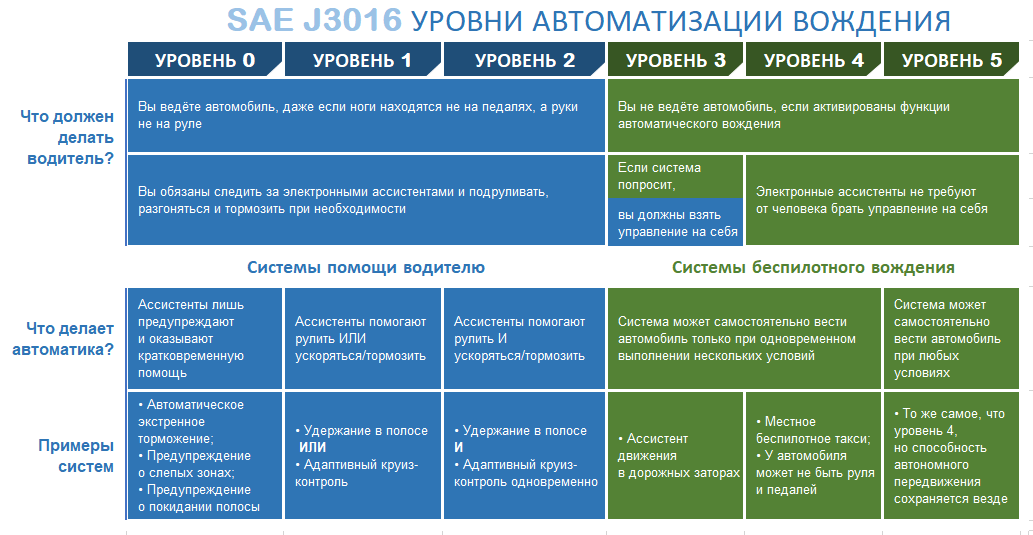 SAE J3016 УРОВНИ АВТОМАТИЗАЦИИ ВОЖДЕНИЯ
УРОВЕНЬ 0
УРОВЕНЬ 1
УРОВЕНЬ 2
УРОВЕНЬ 3
УРОВЕНЬ 4
УРОВЕНЬ 5
Что должен
делать
водитель?
Вы ведёте автомобиль, даже если ноги находятся не на педалях, а руки
не на руле
Вы не ведёте автомобиль, если активированы функции
автоматического вождения
Вы обязаны следить за электронными ассистентами и подруливать,
разгоняться и тормозить при необходимости
Если система
попросит,
вы должны взять
управление на себя
Электронные ассистенты не требуют
от человека брать управление на себя
Системы помощи водителю
Системы беспилотного вождения
Что делает
автоматика?
Ассистенты лишь
предупреждают
и оказывают
кратковременную
помощь
Ассистенты помогают
рулить ИЛИ
ускоряться/тормозить
Ассистенты помогают
рулить И
ускоряться/тормозить
Система может самостоятельно вести
автомобиль только при одновременном
выполнении нескольких условий
Система может
самостоятельно
вести автомобиль
при любых
условиях
Примеры
систем
• Автоматическое
экстренное
торможение;
• Предупреждение
о слепых зонах;
• Предупреждение
о покидании полосы
• Удержание в полосе
ИЛИ
• Адаптивный круиз-
контроль
• Удержание в полосе
И
• Адаптивный круиз-
контроль одновременно
• Ассистент
движения
в дорожных заторах
• Местное
беспилотное такси;
• У автомобиля
может не быть руля
и педалей
• То же самое, что
уровень 4,
но способность
автономного
передвижения
сохраняется везде